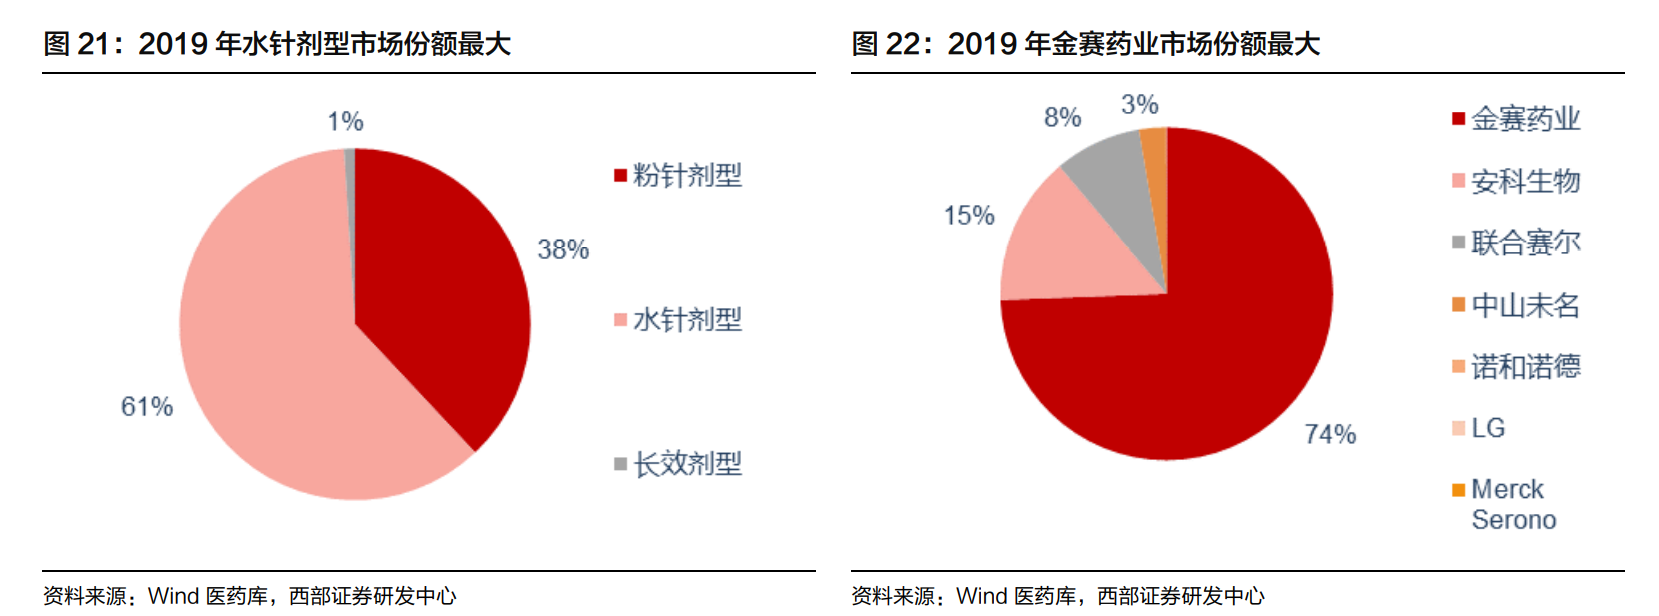 图 21：2019 年水针剂型市场份额最大
1%
粉针剂型
38%
水针剂型
61%
长效剂型
资料来源：Wind 医药库，西部证券研发中心
图 22：2019 年金赛药业市场份额最大
3%
8%
金赛药业
安科生物
15%
联合赛尔
中山未名
诺和诺德
LG
74%
Merck
Serono
资料来源：Wind 医药库，西部证券研发中心